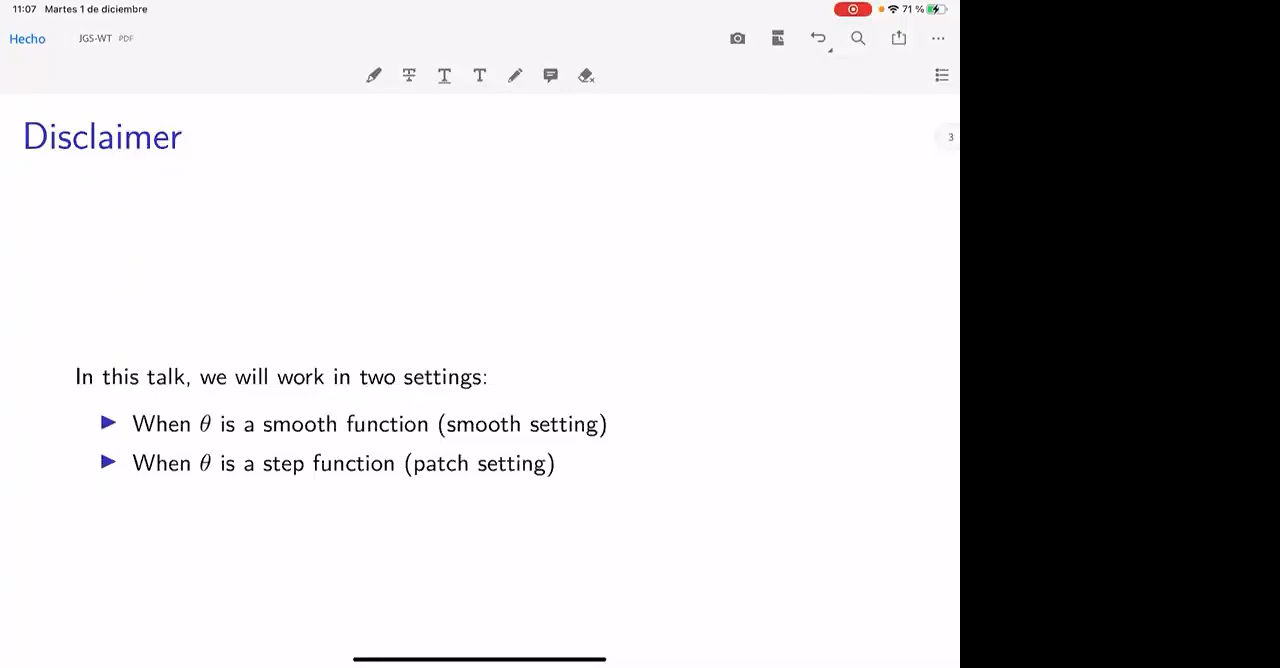 11:07 Martes 1 de diciembre 71 %
Hecho JGS-WT PDF
Disclaimer
3
In this talk, we will work in two settings:
▶ When θ is a smooth function (smooth setting)
▶ When θ is a step function (patch setting)